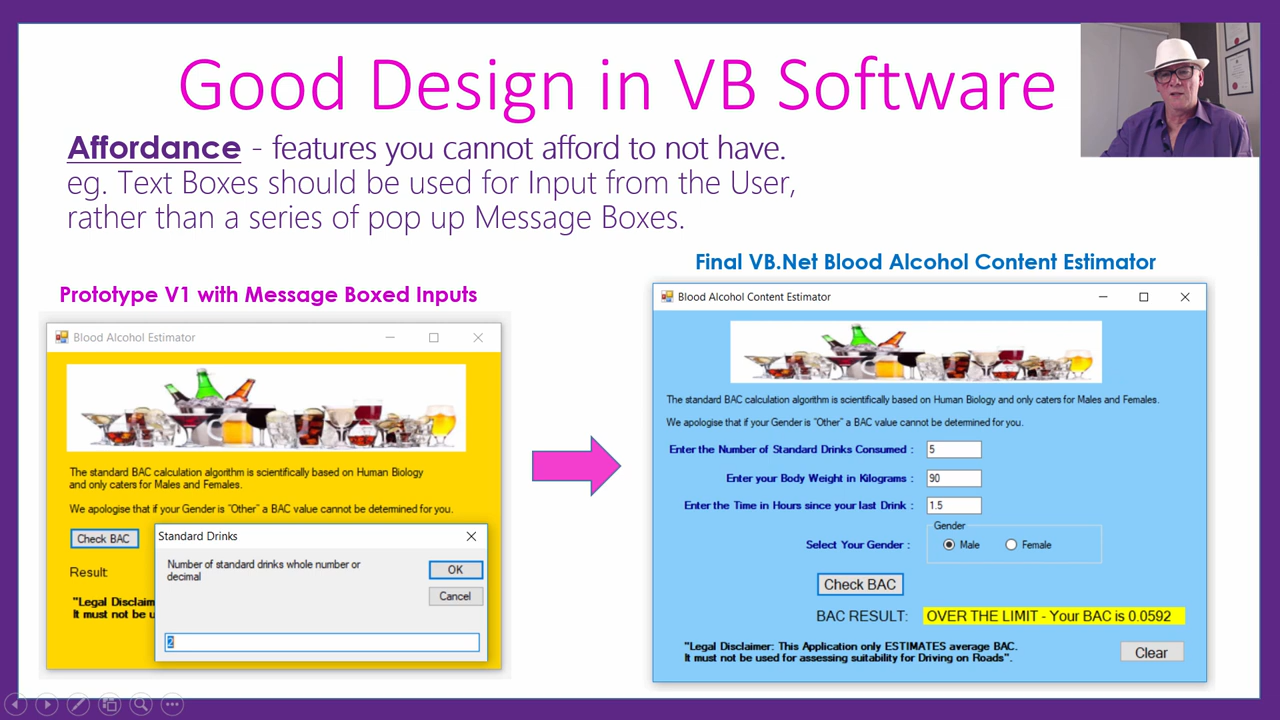 Good Design in VB Software
Affordance - features you cannot afford to not have.
eg. Text Boxes should be used for Input from the User,
rather than a series of pop up Message Boxes.
Prototype V1 with Message Boxed Inputs
Blood Alcohol Estimator
The standard BAC calculation algorithm is scientifically based on Human Biology
and only caters for Males and Females.
We apologise that if your Gender is "Other" a BAC value cannot be determined for you.
Check BAC
Result:
"Legal Disclaim
It must not be u
Standard Drinks
Number of standard drinks whole number or
decimal
OK
Cancel
2
Final VB.Net Blood Alcohol Content Estimator
Blood Alcohol Content Estimator
The standard BAC calculation algorithm is scientifically based on Human Biology and only caters for Males and Females.
We apologise that if your Gender is "Other" a BAC value cannot be determined for you.
Enter the Number of Standard Drinks Consumed : 5
Enter your Body Weight in Kilograms : 90
Enter the Time in Hours since your last Drink : 1.5
Gender
Select Your Gender : Male Female
Check BAC
BAC RESULT: OVER THE LIMIT - Your BAC is 0.0592
"Legal Disclaimer: This Application only ESTIMATES average BAC.
It must not be used for assessing suitability for Driving on Roads".
Clear